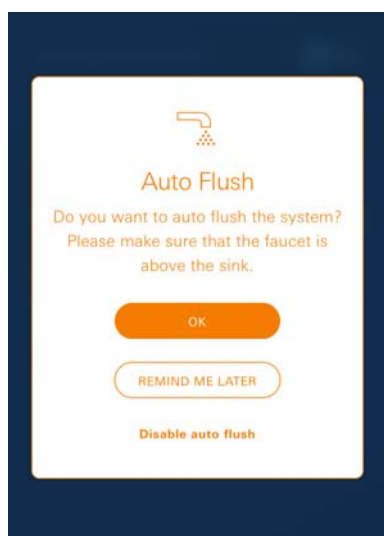 Auto Flush
Do you want to auto flush the system?
Please make sure that the faucet is
above the sink.
OK
REMIND ME LATER
Disable auto flush